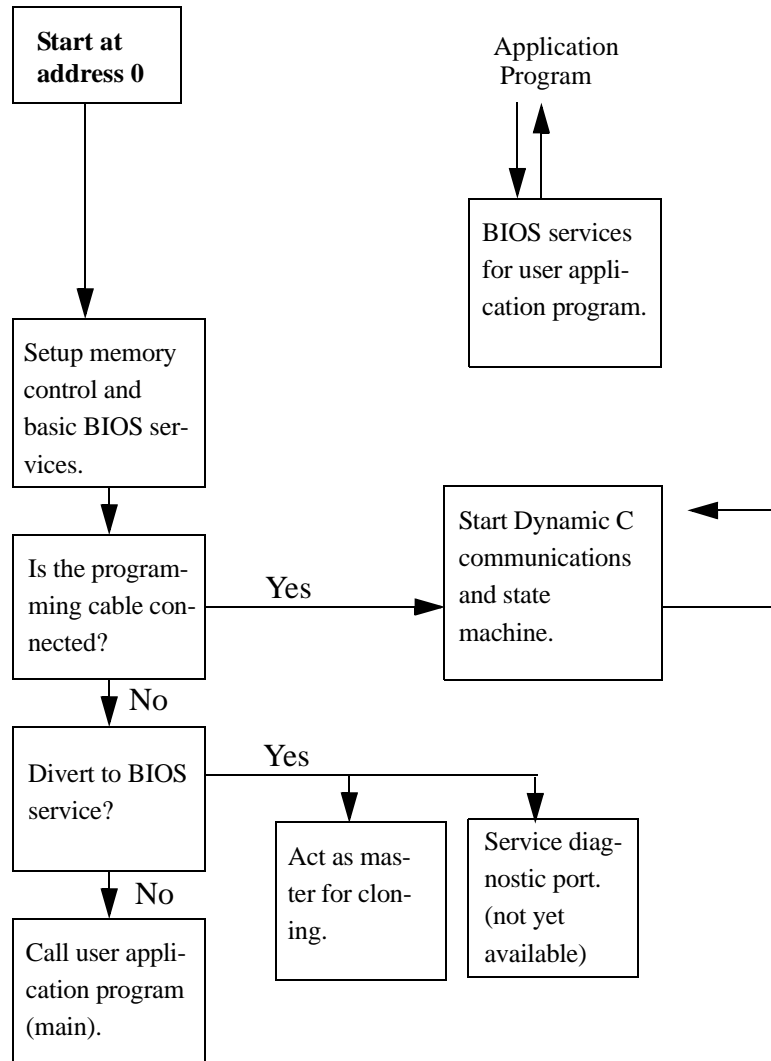 Start at
address 0
Application
Program
BIOS services
for user appli-
cation program.
Setup memory
control and
basic BIOS ser-
vices.
Is the program-
ming cable con-
nected?
Yes
Start Dynamic C
communications
and state
machine.
No
Divert to BIOS
service?
Yes
Act as mas-
ter for clon-
ing.
Service diag-
nostic port.
(not yet
available)
No
Call user appli-
cation program
(main).